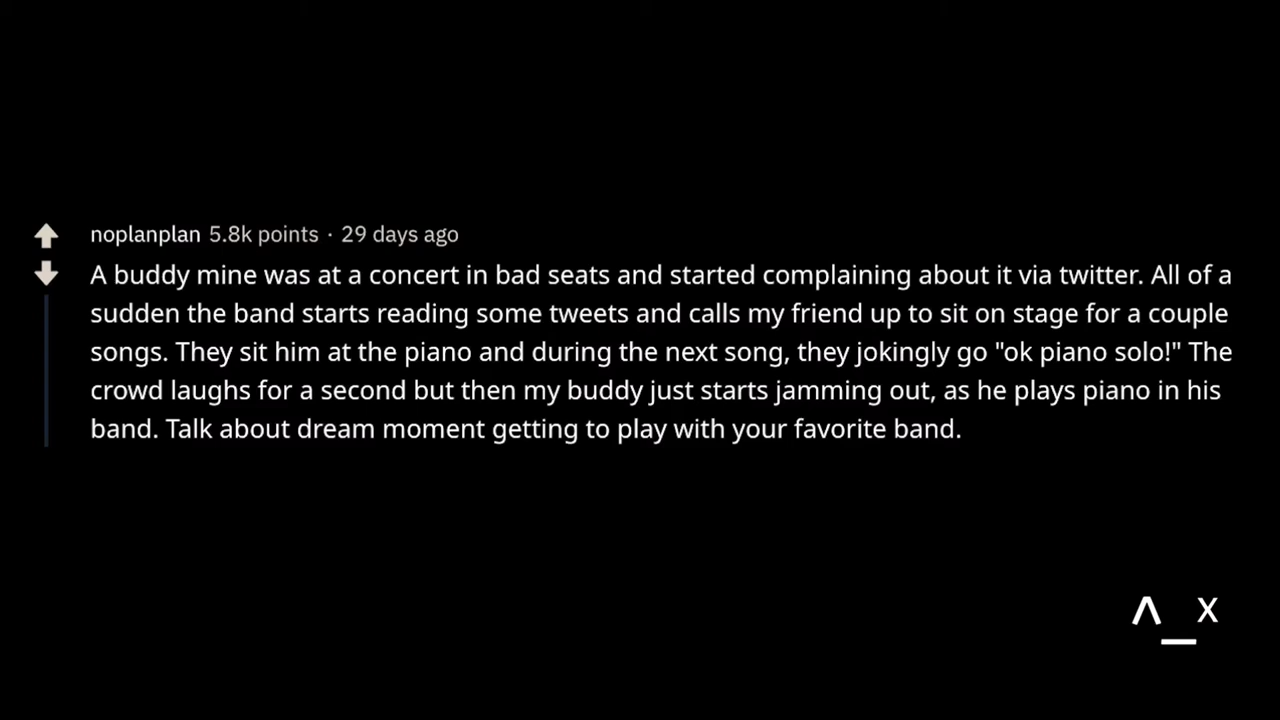 noplanplan 5.8k points · 29 days ago
A buddy mine was at a concert in bad seats and started complaining about it via twitter. All of a
sudden the band starts reading some tweets and calls my friend up to sit on stage for a couple
songs. They sit him at the piano and during the next song, they jokingly go "ok piano solo!" The
crowd laughs for a second but then my buddy just starts jamming out, as he plays piano in his
band. Talk about dream moment getting to play with your favorite band.
^_x